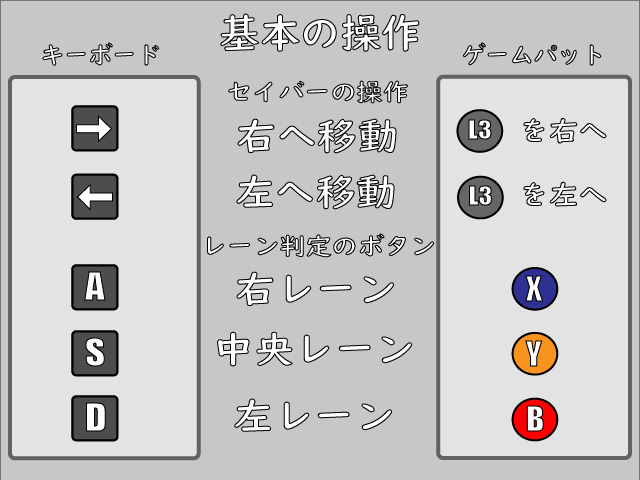 基本の操作
キーボード
ゲームパット
セイバーの操作
→ 右へ移動 L3 を右へ
← 左へ移動 L3 を左へ
レーン判定のボタン
A 右レーン X
S 中央レーン Y
D 左レーン B